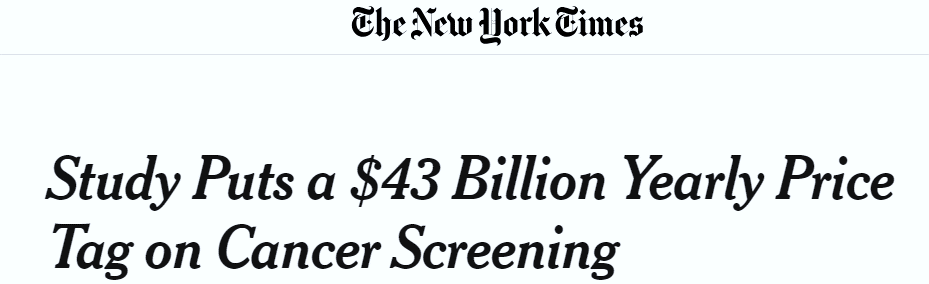 The New York Times
Study Puts a $43 Billion Yearly Price
Tag on Cancer Screening